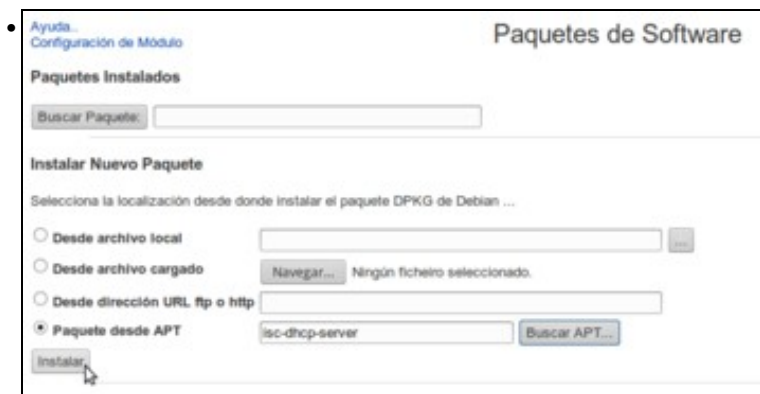 Ayuda..
Configuración de Módulo
Paquetes de Software
Paquetes Instalados
Buscar Paquete:
Instalar Nuevo Paquete
Selecciona la localización desde donde instalar el paquete DPKG de Debian ...
Desde archivo local ...
Desde archivo cargado Navegar... Ningún ficheiro seleccionado.
Desde dirección URL ftp o http
Paquete desde APT isc-dhcp-server Buscar APT...
Instalar